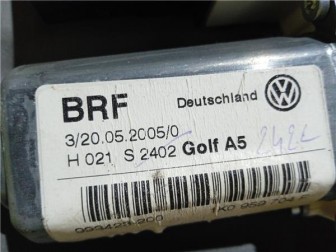 BRF Deutschland
3/20.05.2005/0
H 021 S 2402 Golf A5